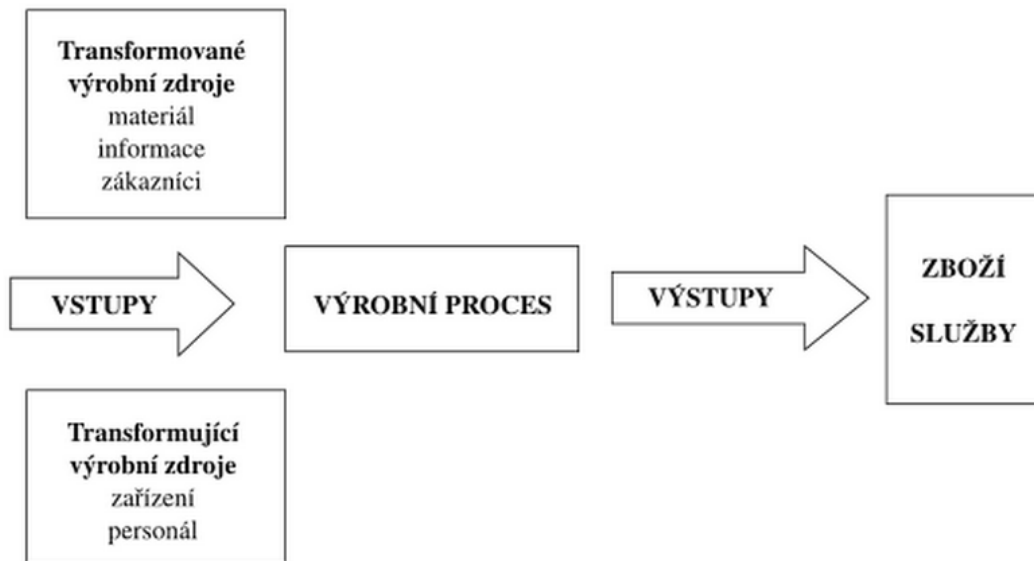 Transformované
výrobní zdroje
materiál
informace
zákazníci
VSTUPY
VÝROBNÍ PROCES
VÝSTUPY
ZBOŽÍ
SLUŽBY
Transformující
výrobní zdroje
zařízení
personál